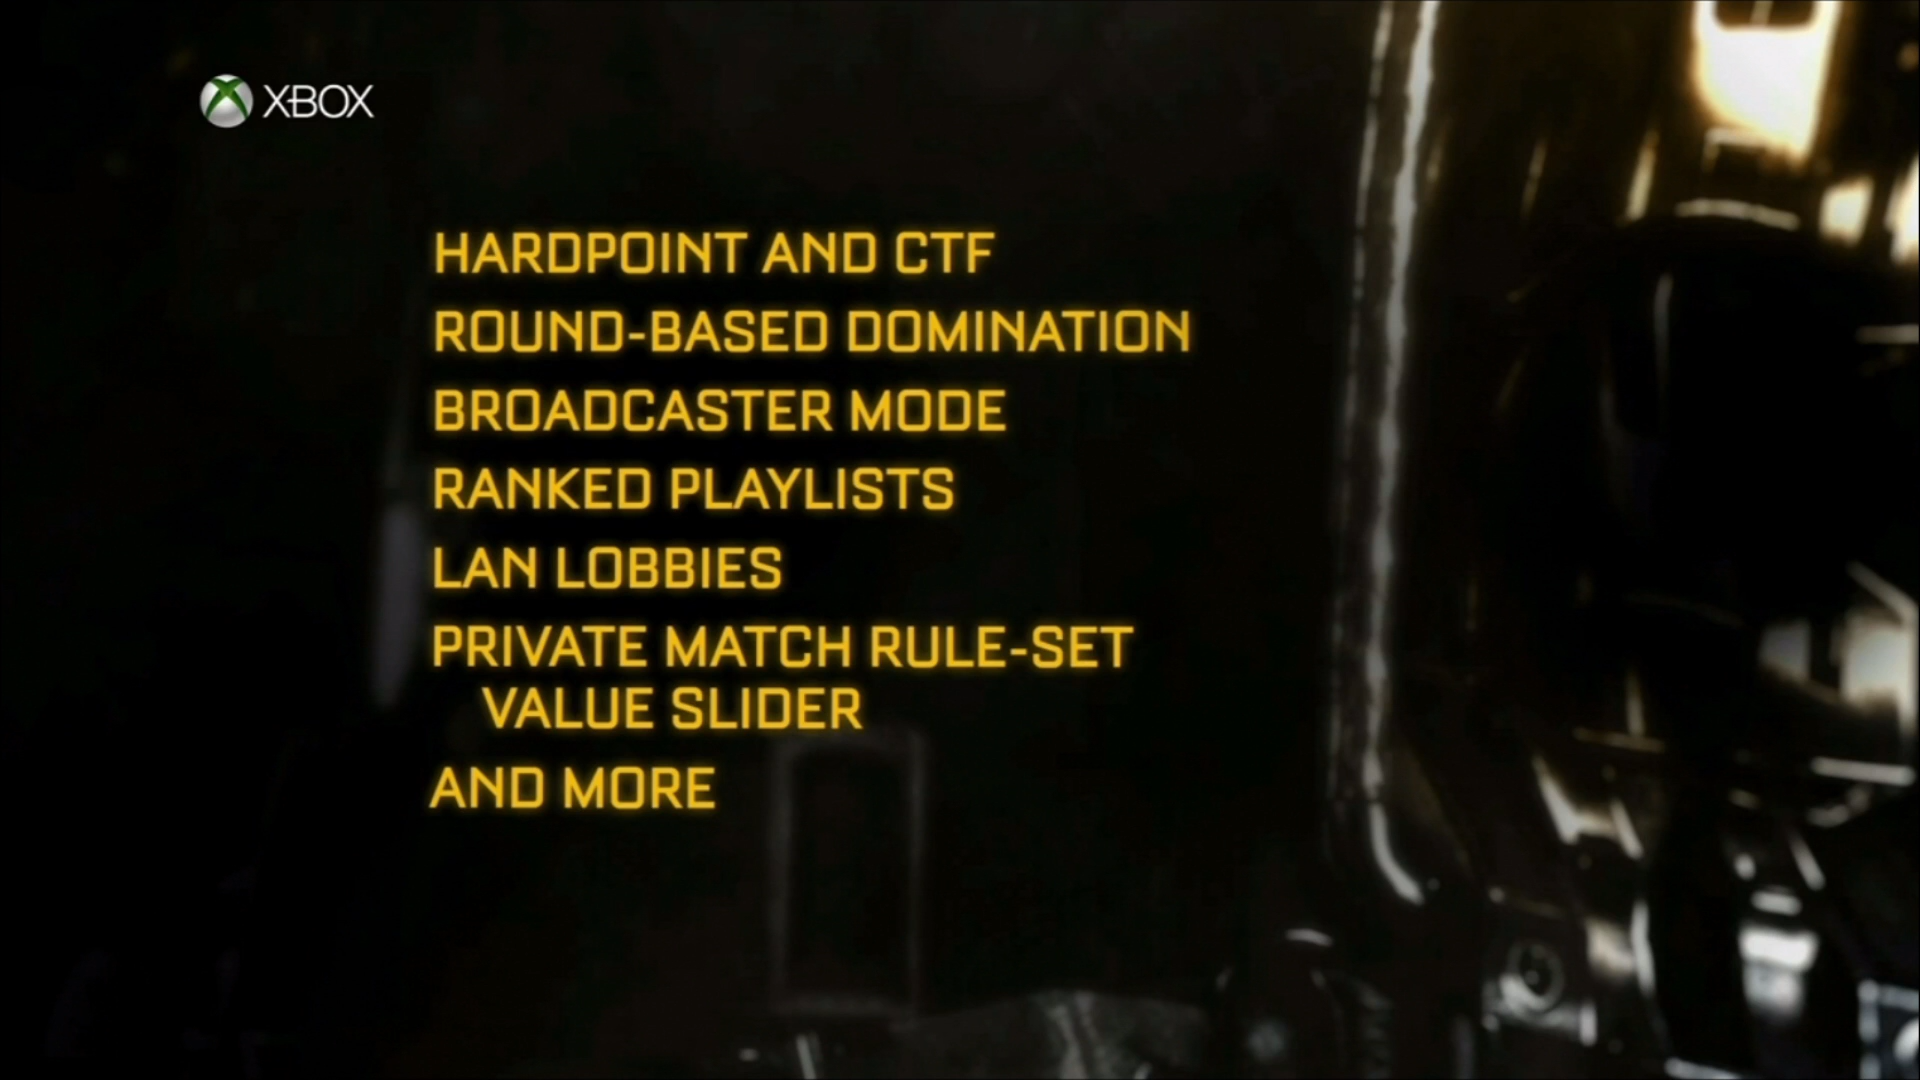 XBOX
HARDPOINT AND CTF
ROUND-BASED DOMINATION
BROADCASTER MODE
RANKED PLAYLISTS
LAN LOBBIES
PRIVATE MATCH RULE-SET
VALUE SLIDER
AND MORE